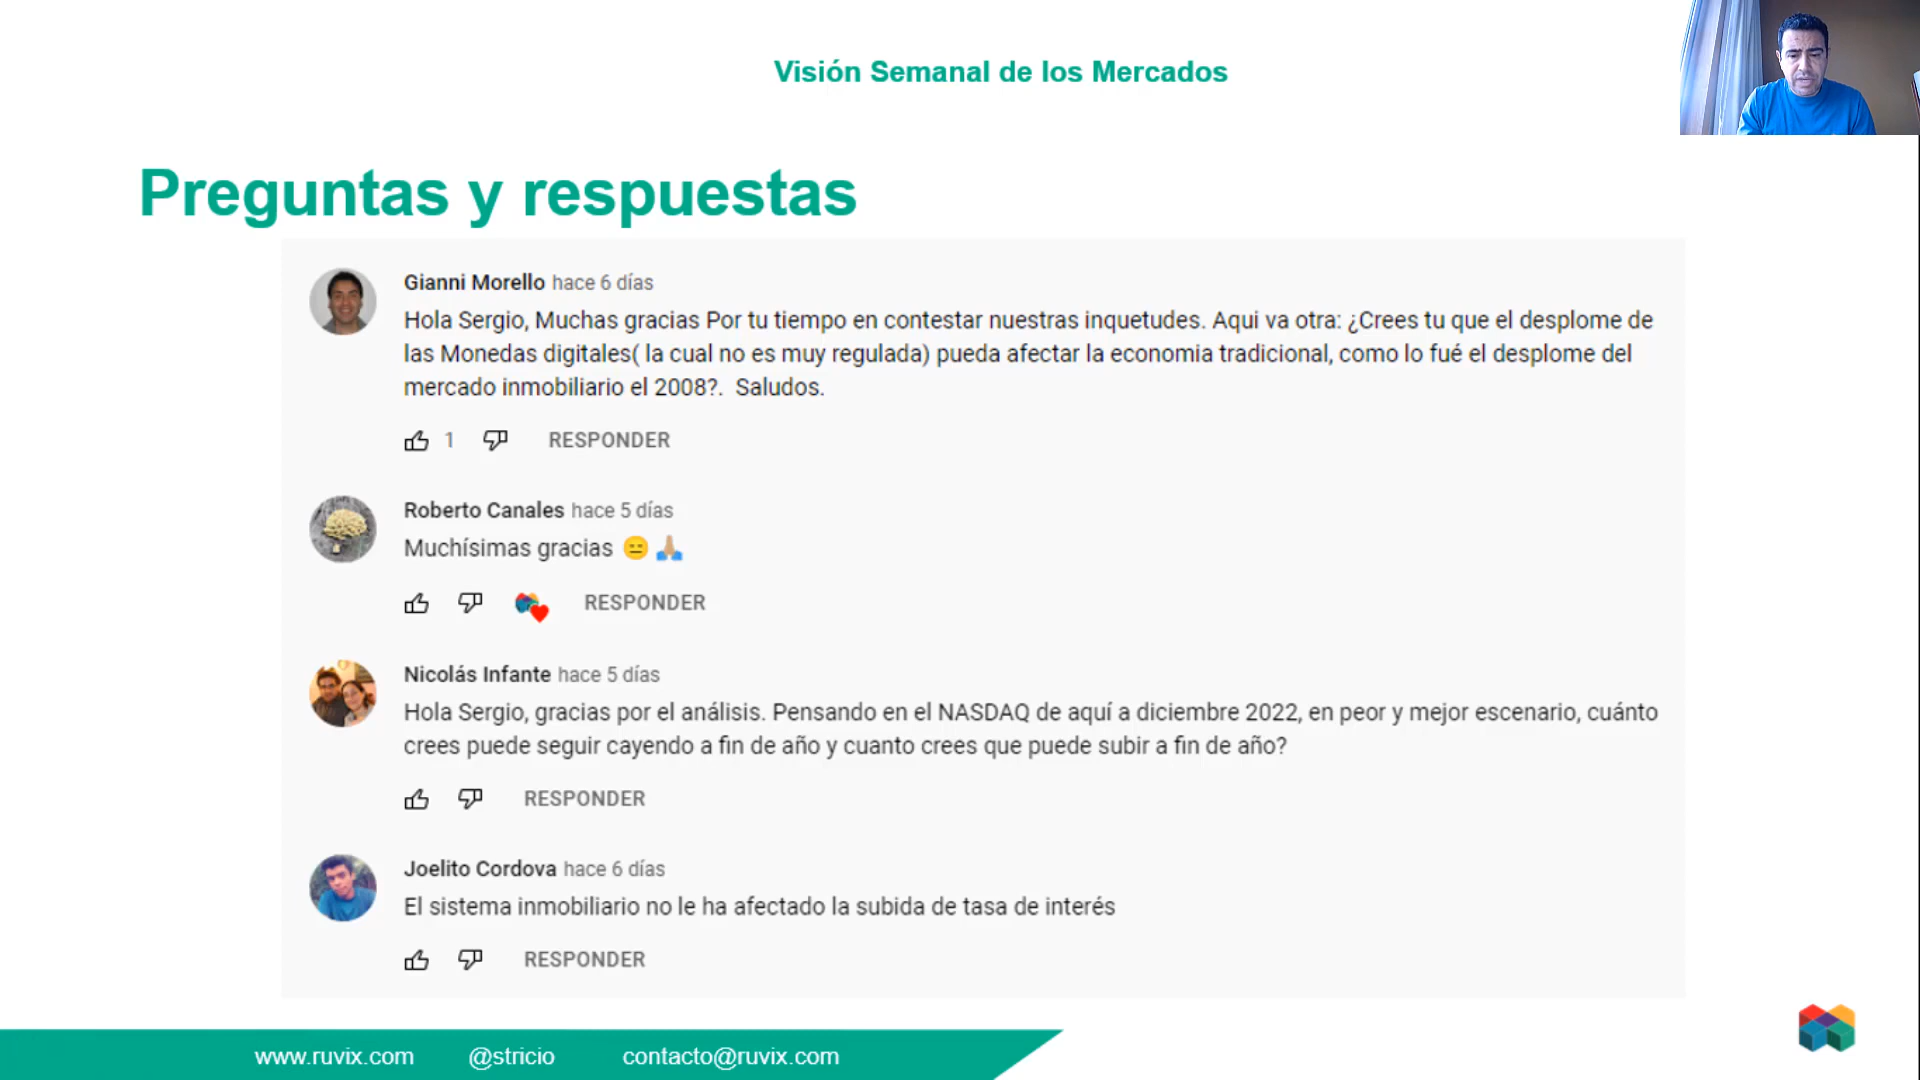 Visión Semanal de los Mercados
Preguntas y respuestas
Gianni Morello hace 6 días
Hola Sergio, Muchas gracias Por tu tiempo en contestar nuestras inquetudes. Aqui va otra: ¿Crees tu que el desplome de
las Monedas digitales( la cual no es muy regulada) pueda afectar la economia tradicional, como lo fué el desplome del
mercado inmobiliario el 2008?. Saludos.
1 RESPONDER
Roberto Canales hace 5 días
Muchísimas gracias 😑🙏🏽
RESPONDER
Nicolás Infante hace 5 días
Hola Sergio, gracias por el análisis. Pensando en el NASDAQ de aquí a diciembre 2022, en peor y mejor escenario, cuánto
crees puede seguir cayendo a fin de año y cuanto crees que puede subir a fin de año?
RESPONDER
Joelito Cordova hace 6 días
El sistema inmobiliario no le ha afectado la subida de tasa de interés
RESPONDER
www.ruvix.com @stricio contacto@ruvix.com